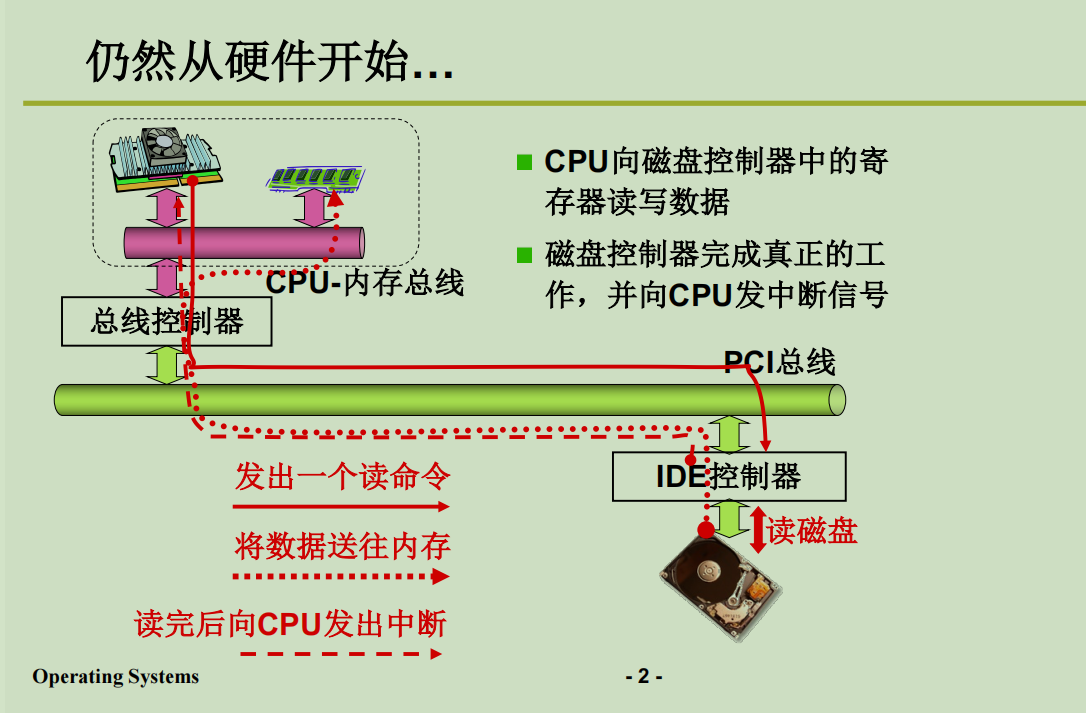 仍然从硬件开始...
CPU向磁盘控制器中的寄
存器读写数据
磁盘控制器完成真正的工
作，并向CPU发中断信号
CPU-内存总线
总线控制器
PCI总线
IDE控制器
读磁盘
发出一个读命令
将数据送往内存
读完后向CPU发出中断
Operating Systems
- 2 -